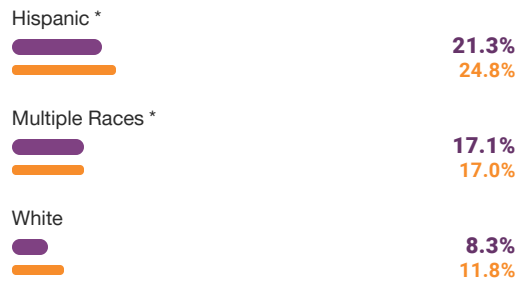 Hispanic *
21.3%
24.8%
Multiple Races *
17.1%
17.0%
White
8.3%
11.8%